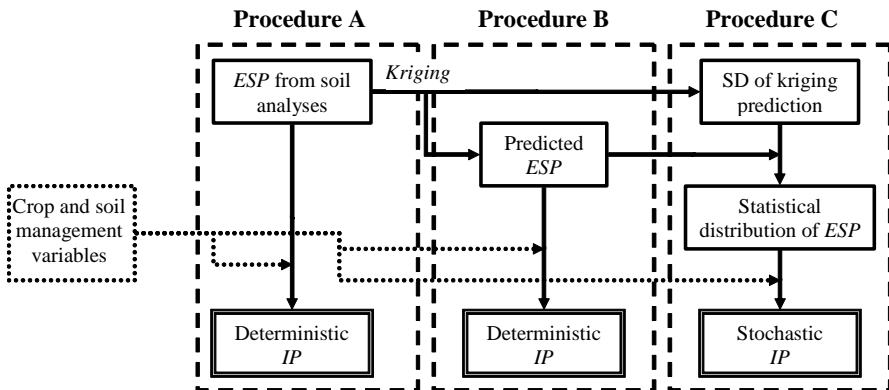 Procedure A
Procedure B
Procedure C
ESP from soil
analyses
Kriging
SD of kriging
prediction
Predicted
ESP
Crop and soil
management
variables
Statistical
distribution of ESP
Deterministic
IP
Deterministic
IP
Stochastic
IP